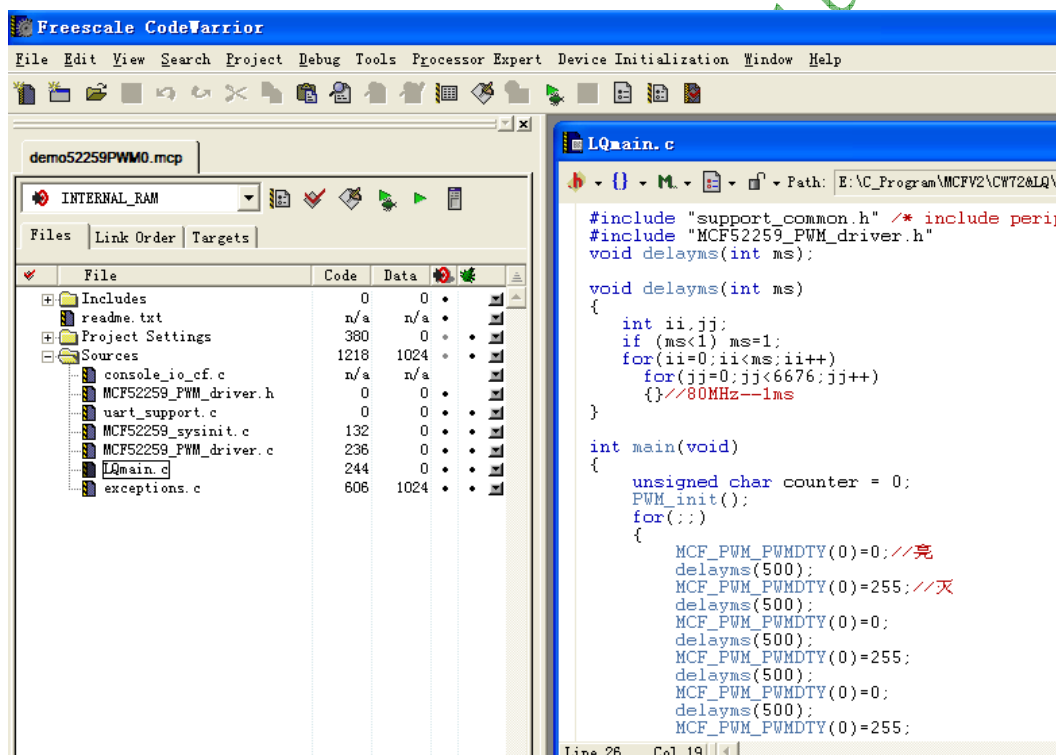 Freescale CodeWarrior
File Edit View Search Project Debug Tools Processor Expert Device Initialization Window Help
demo52259PWM0.mcp
INTERNAL_RAM
Files Link Order Targets
File Code Data
Includes 0 0
readme.txt n/a n/a
Project Settings 380 0
Sources 1218 1024
console_io_cf.c n/a n/a
MCF52259_PWM_driver.h 0 0
uart_support.c 0 0
MCF52259_sysinit.c 132 0
MCF52259_PWM_driver.c 236 0
LQmain.c 244 0
exceptions.c 606 1024
LQmain.c
Path: E:\C_Program\MCFV2\CW72&LQ\
#include "support_common.h" /* include perip
#include "MCF52259_PWM_driver.h"
void delayms(int ms);
void delayms(int ms)
{
int ii,jj;
if (ms<1) ms=1;
for(ii=0;ii<ms;ii++)
for(jj=0;jj<6676;jj++)
{}//80MHz--1ms
}
int main(void)
{
unsigned char counter = 0;
PWM_init();
for(;;)
{
MCF_PWM_PWMDTY(0)=0;//亮
delayms(500);
MCF_PWM_PWMDTY(0)=255;//灭
delayms(500);
MCF_PWM_PWMDTY(0)=0;
delayms(500);
MCF_PWM_PWMDTY(0)=255;
delayms(500);
MCF_PWM_PWMDTY(0)=0;
delayms(500);
MCF_PWM_PWMDTY(0)=255;
Line 26 Col 19